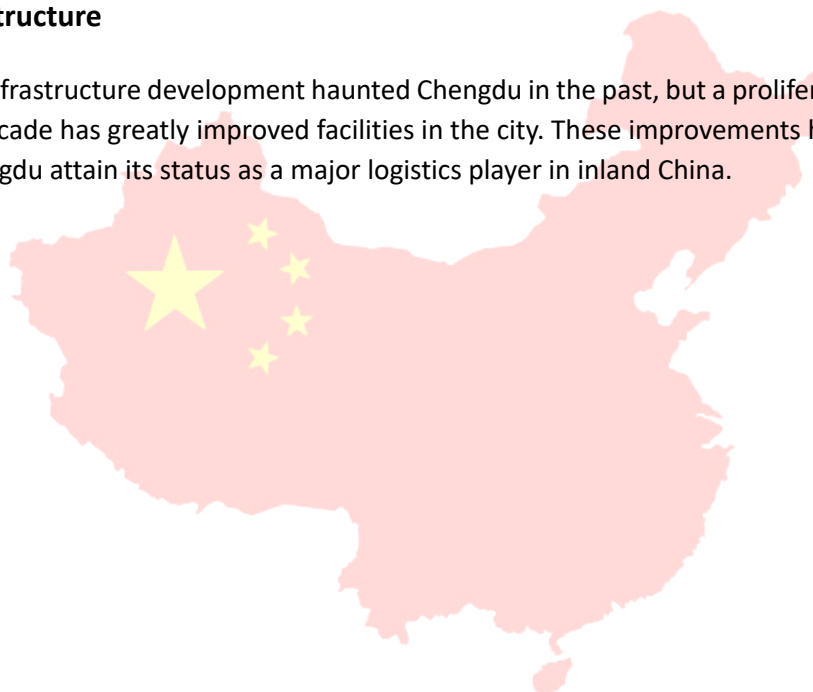 tructure
frastructure development haunted Chengdu in the past, but a prolifer
cade has greatly improved facilities in the city. These improvements h
gdu attain its status as a major logistics player in inland China.